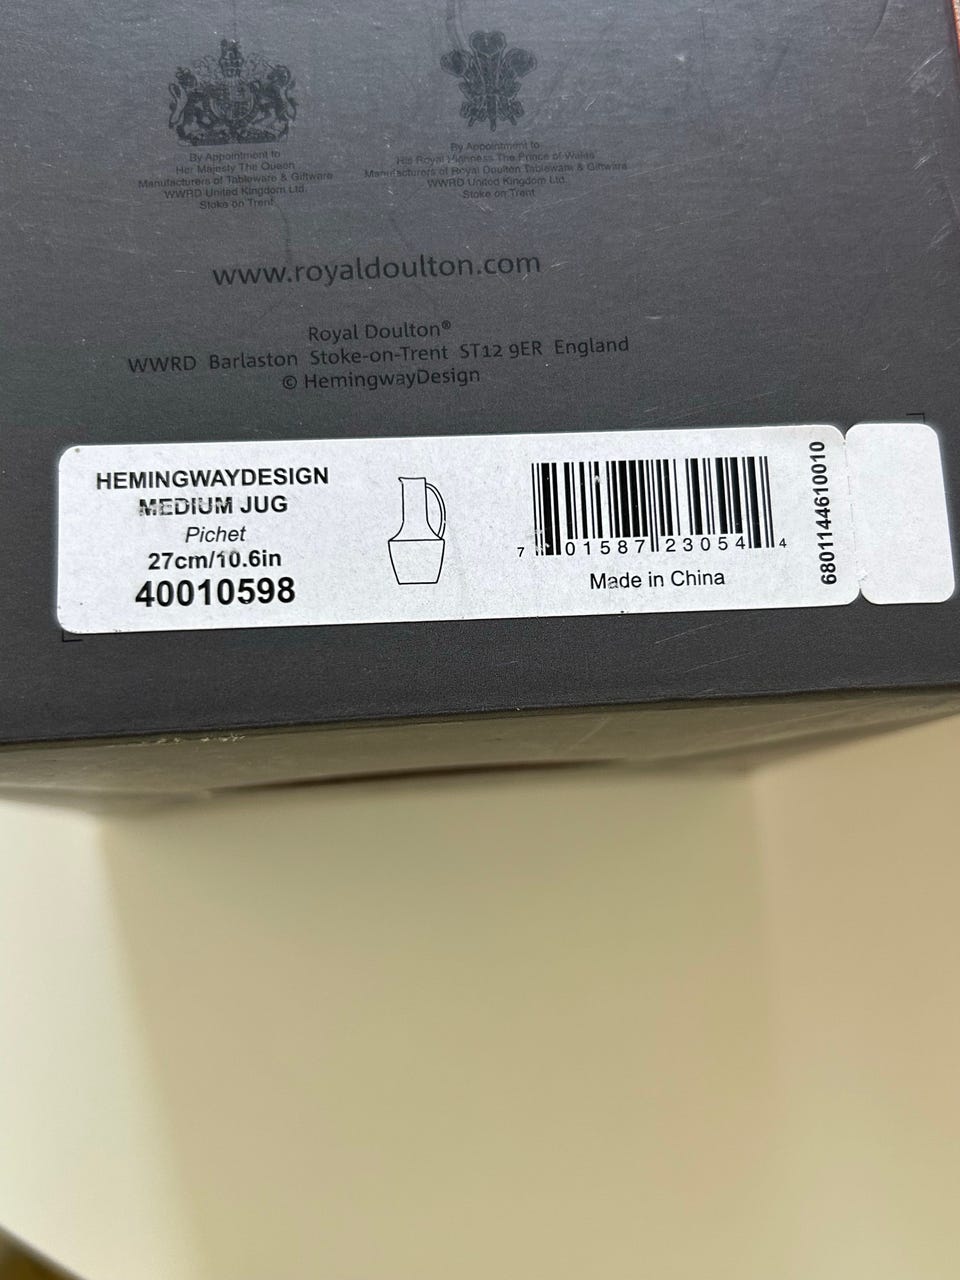 By Appointment to
Her Majesty The Queen
Manufacturers of Tableware & Giftware
WWRD United Kingdom Ltd.
Stoke on Trent
By Appointment to
His Royal Highness The Prince of Wales
Manufacturers of Royal Doulton Tableware & Giftware
WWRD United Kingdom Ltd.
Stoke on Trent
www.royaldoulton.com
Royal Doulton®
WWRD Barlaston Stoke-on-Trent ST12 9ER England
© HemingwayDesign
HEMINGWAYDESIGN
MEDIUM JUG
Pichet
27cm/10.6in
40010598
7 01587 23054 4
Made in China
6801144610010